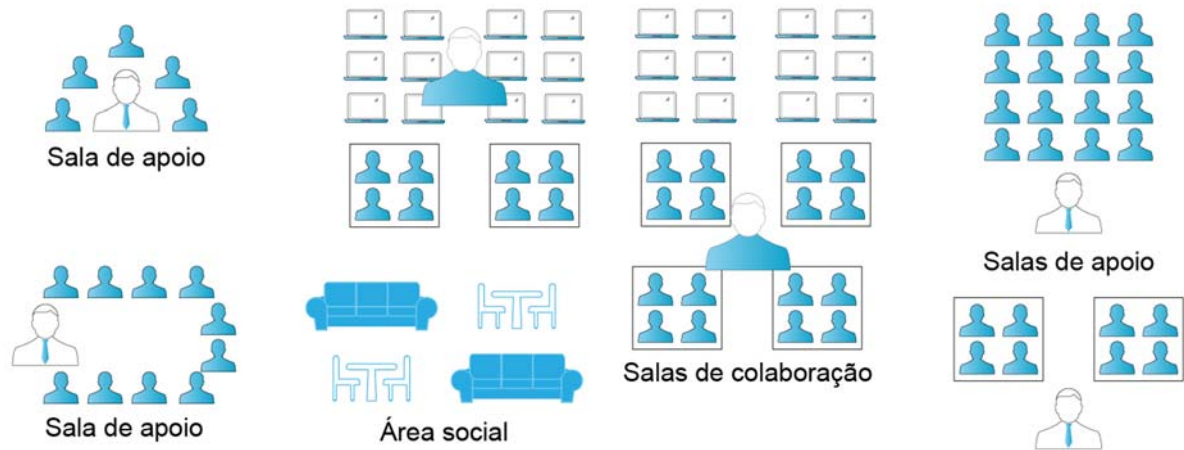 Sala de apoio
Salas de apoio
Salas de colaboração
Sala de apoio
Área social